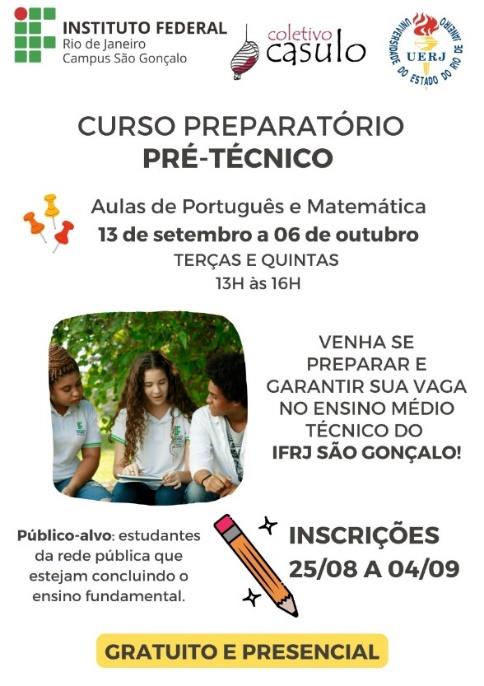 INSTITUTO FEDERAL
Rio de Janeiro
Campus São Gonçalo
coletivo
casulo
UERJ
UNIVERSIDADE DO ESTADO DO RIO DE JANEIRO
CURSO PREPARATÓRIO
PRÉ-TÉCNICO
Aulas de Português e Matemática
13 de setembro a 06 de outubro
TERÇAS E QUINTAS
13H às 16H
VENHA SE
PREPARAR E
GARANTIR SUA VAGA
NO ENSINO MÉDIO
TÉCNICO DO
IFRJ SÃO GONÇALO!
Público-alvo: estudantes
da rede pública que
estejam concluindo o
ensino fundamental.
INSCRIÇÕES
25/08 A 04/09
GRATUITO E PRESENCIAL